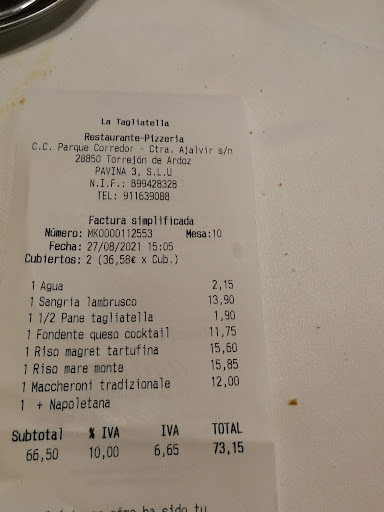 La Tagliatella
Restaurante-Pizzeria
C.C. Parque Corredor - Ctra. Ajalvir s/n
28850 Torrejón de Ardoz
PAVINA 3, S.L.U
N.I.F.: B99428328
TEL: 911639088
Factura simplificada
Número: MK0000112553 Mesa:10
Fecha: 27/08/2021 15:05
Cubiertos: 2 (36,58€ x Cub.)
1 Agua 2,15
1 Sangria lambrusco 13,90
1 1/2 Pane tagliatella 1,90
1 Fondente queso cocktail 11,75
1 Riso magret tartufina 15,60
1 Riso mare monte 15,85
1 Maccheroni tradizionale 12,00
1 + Napoletana
Subtotal % IVA IVA TOTAL
66,50 10,00 6,65 73,15
ha sido tu